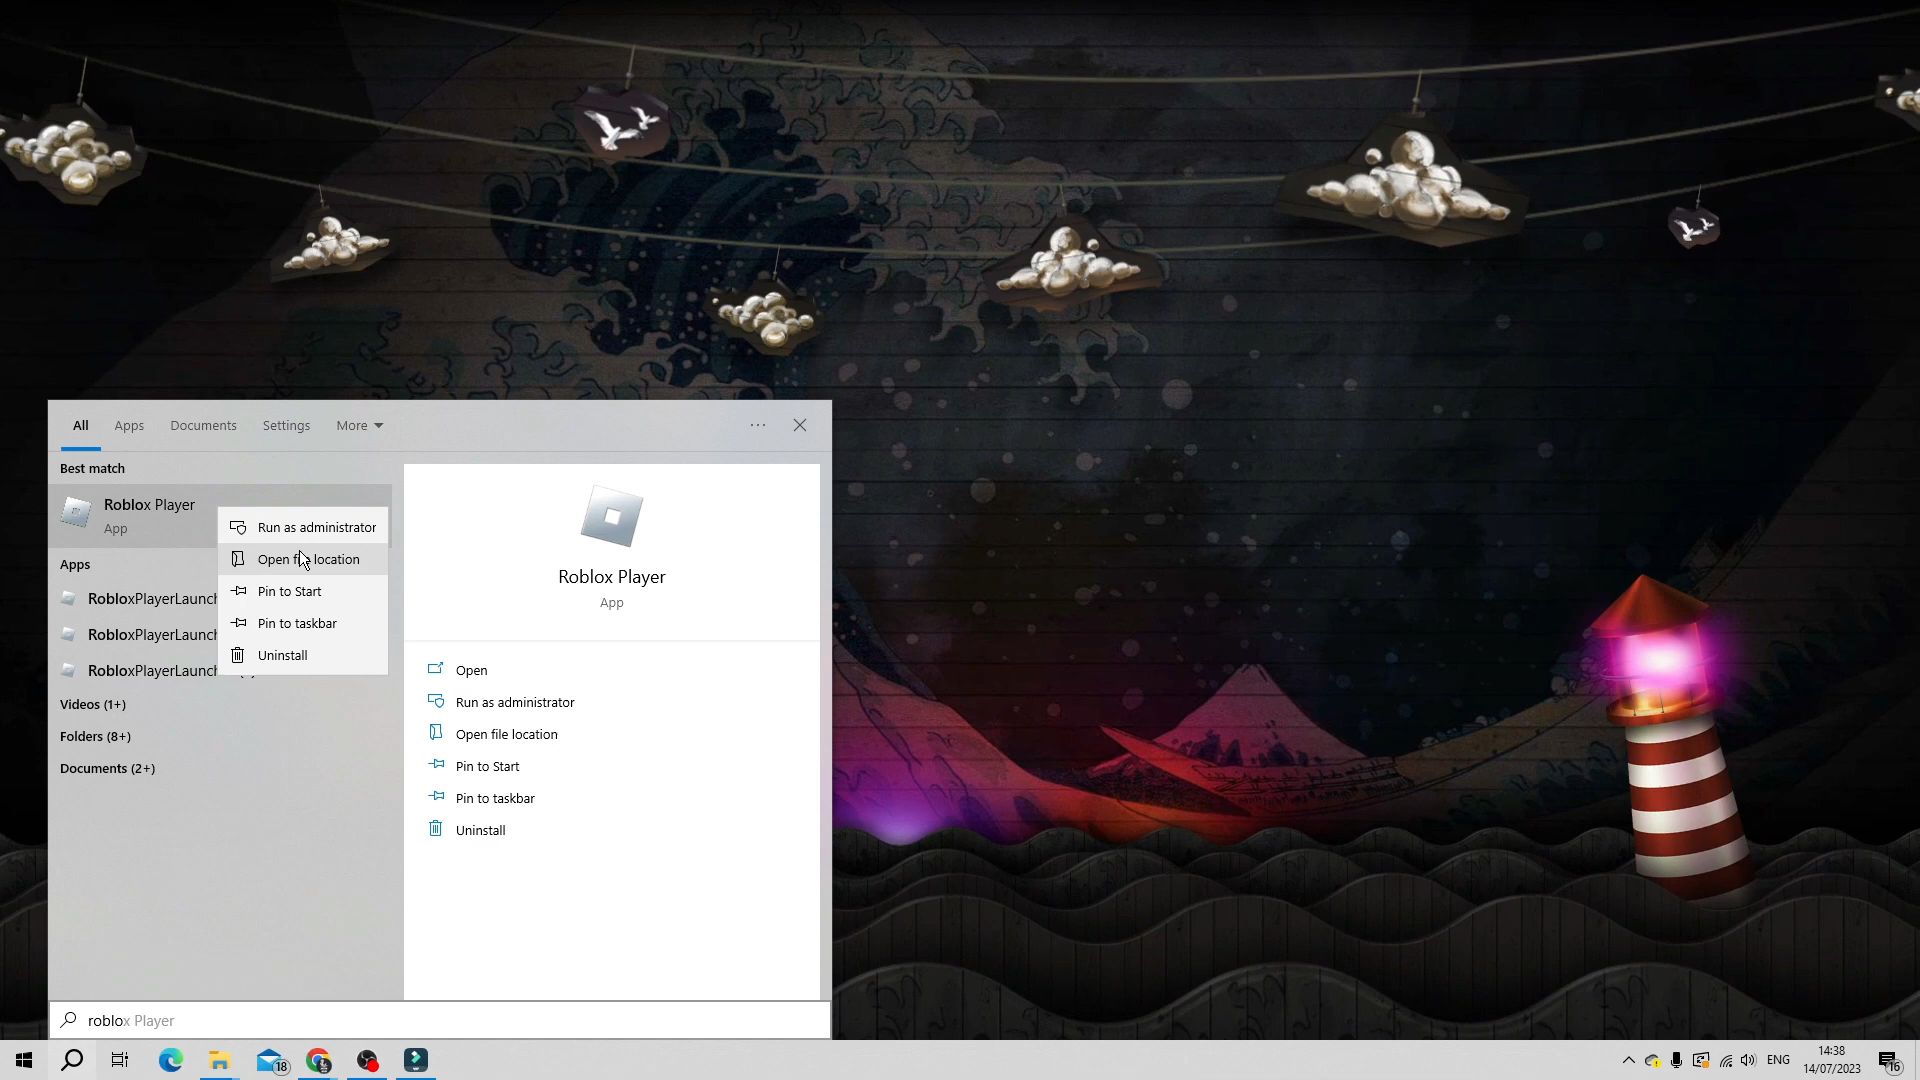 All Apps Documents Settings More
Best match
Roblox Player
App
Run as administrator
Open file location
Pin to Start
Pin to taskbar
Uninstall
Apps
RobloxPlayerLaunch
RobloxPlayerLaunch
RobloxPlayerLaunch
Videos (1+)
Folders (8+)
Documents (2+)
Roblox Player
App
Open
Run as administrator
Open file location
Pin to Start
Pin to taskbar
Uninstall
roblox Player
18
ENG
14:38
14/07/2023
16